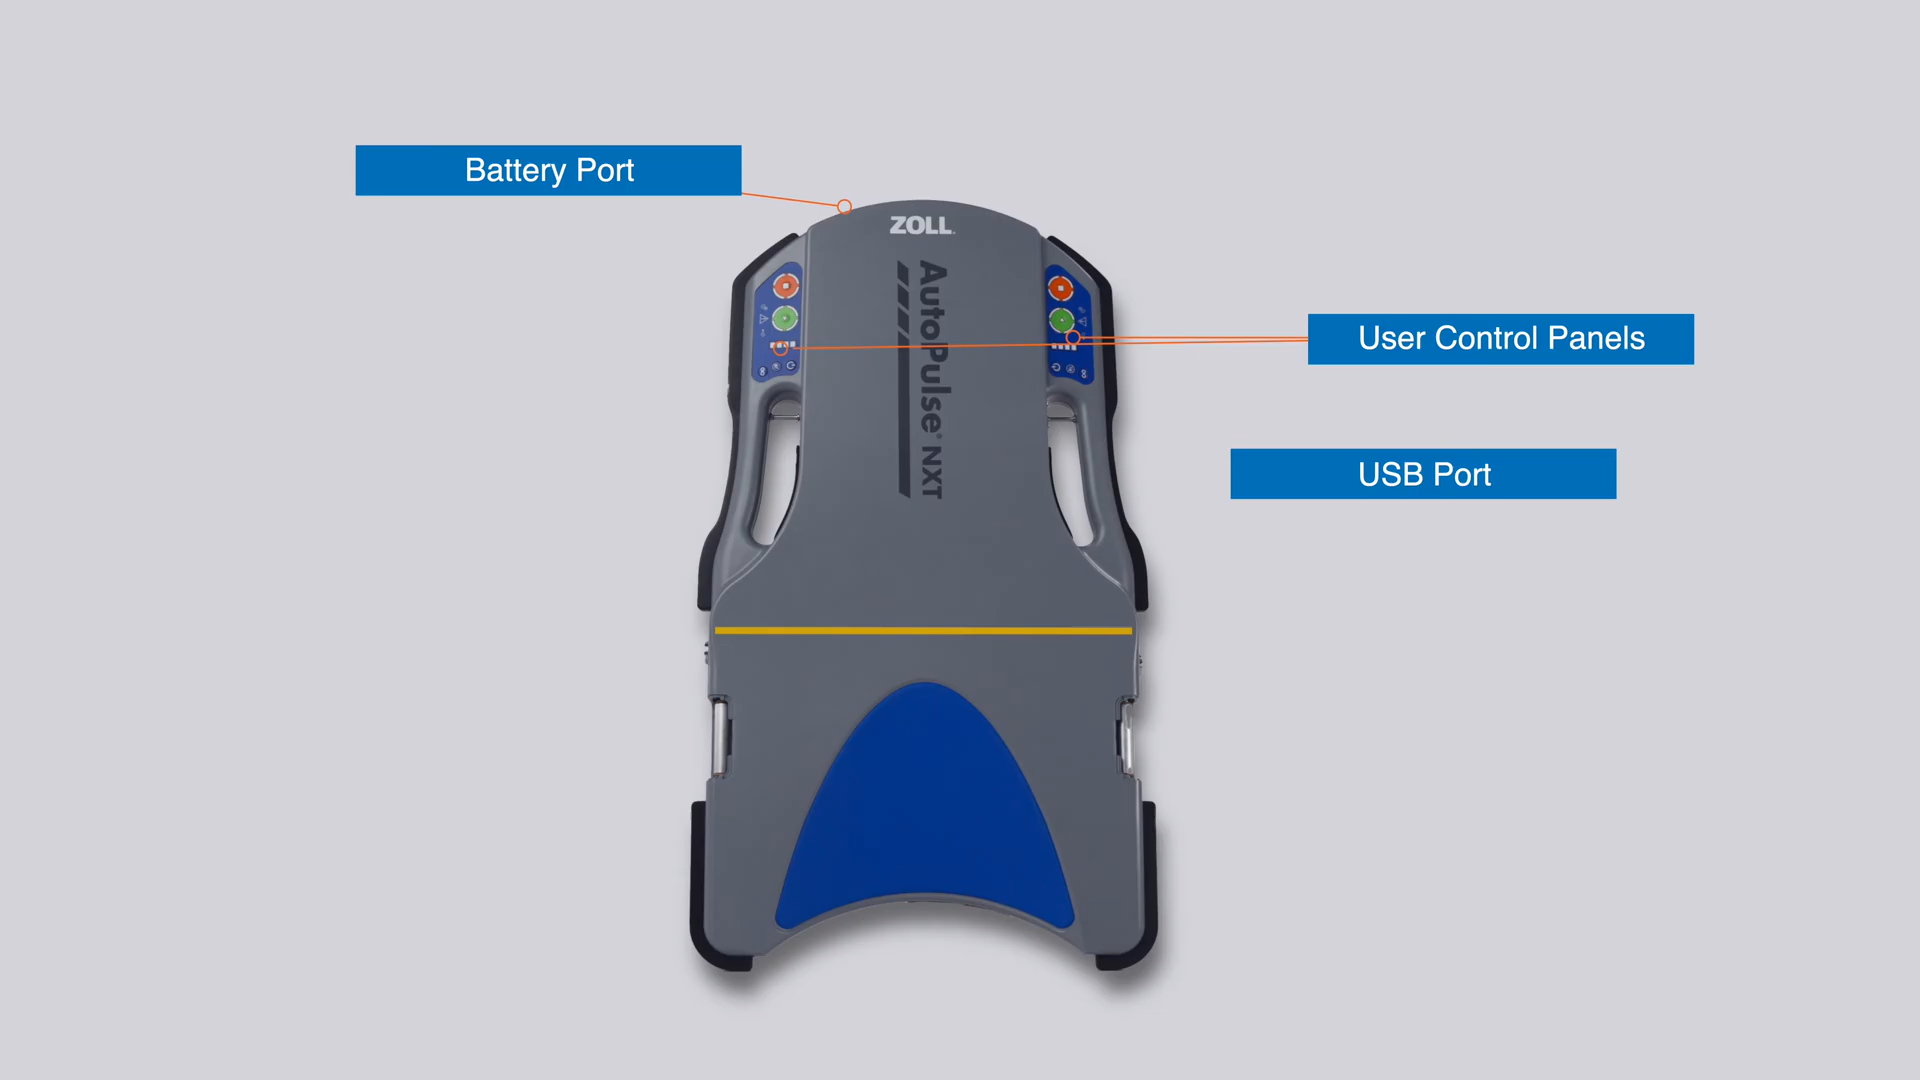 Battery Port
ZOLL
AutoPulse® NXT
User Control Panels
USB Port